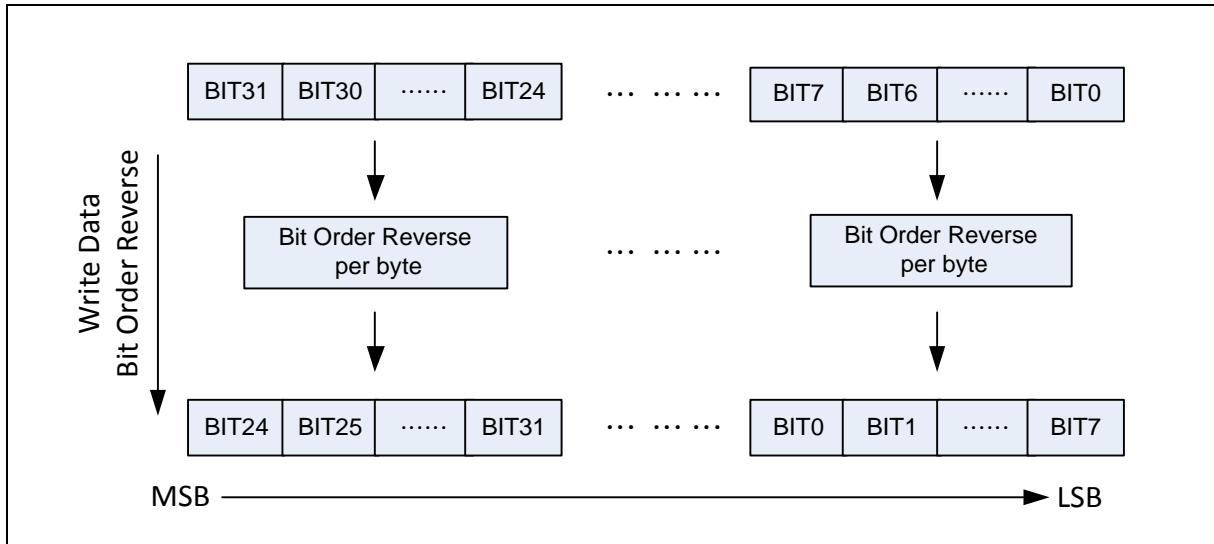 BIT31 BIT30 ...... BIT24 ... ... ... BIT7 BIT6 ...... BIT0
Write Data
Bit Order Reverse
Bit Order Reverse
per byte
... ... ...
Bit Order Reverse
per byte
BIT24 BIT25 ...... BIT31 ... ... ... BIT0 BIT1 ...... BIT7
MSB LSB